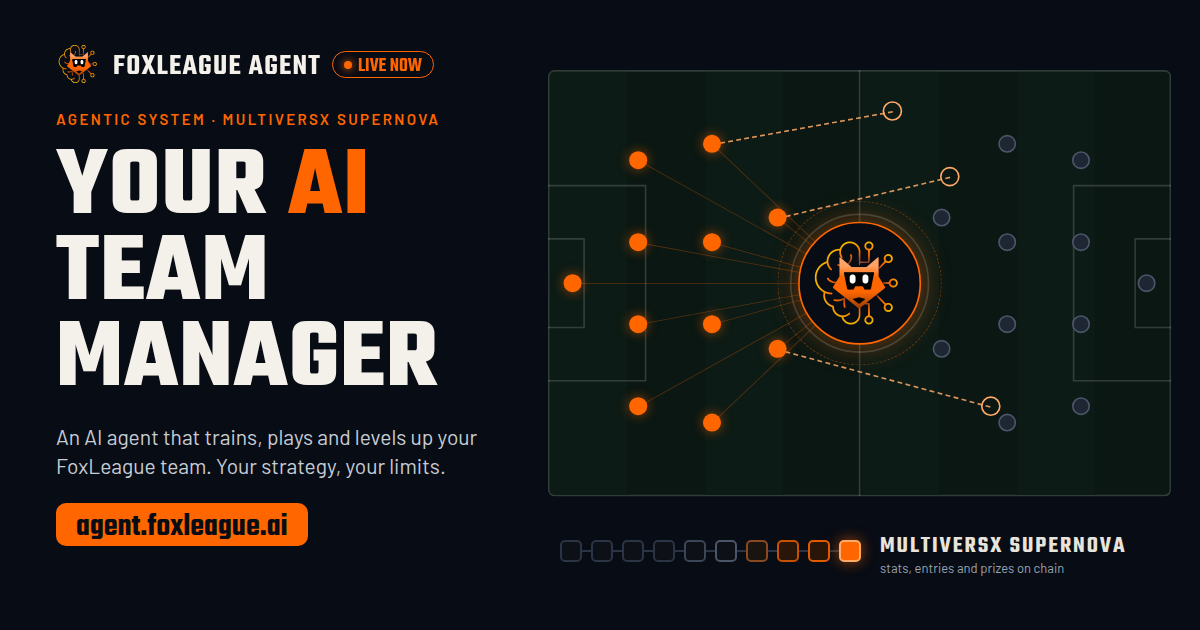 FOXLEAGUE AGENT
LIVE NOW
AGENTIC SYSTEM · MULTIVERSX SUPERNOVA
YOUR AI
TEAM
MANAGER
An AI agent that trains, plays and levels up your
FoxLeague team. Your strategy, your limits.
agent.foxleague.ai
MULTIVERSX SUPERNOVA
stats, entries and prizes on chain